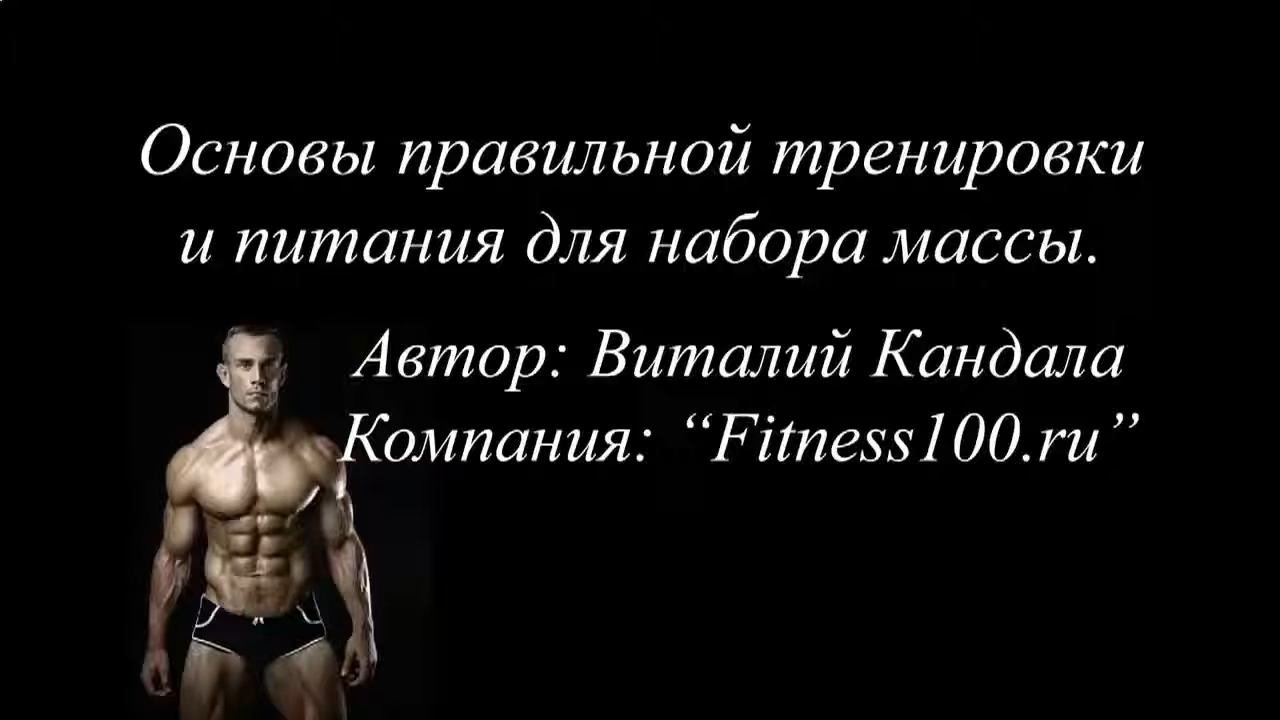 Основы правильной тренировки
и питания для набора массы.
Автор: Виталий Кандала
Компания: “Fitness100.ru”